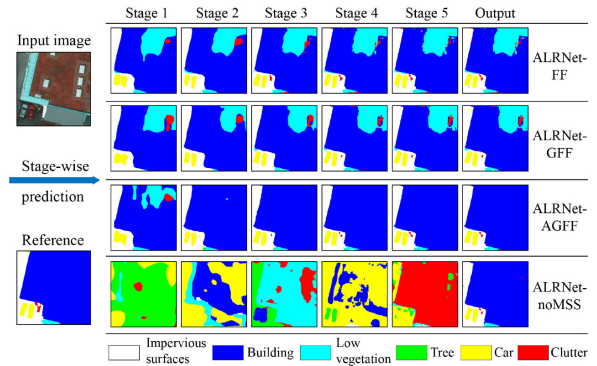 Stage 1 Stage 2 Stage 3 Stage 4 Stage 5 Output
Input image
ALRNet-
FF
ALRNet-
GFF
Stage-wise
prediction
ALRNet-
AGFF
Reference
ALRNet-
noMSS
Impervious
surfaces
Building
Low
vegetation
Tree
Car
Clutter